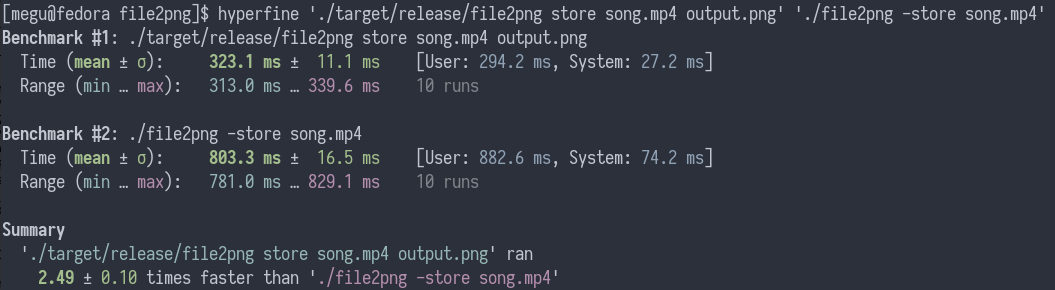 [megu@fedora file2png]$ hyperfine './target/release/file2png store song.mp4 output.png' './file2png -store song.mp4'
Benchmark #1: ./target/release/file2png store song.mp4 output.png
  Time (mean ± σ):     323.1 ms ±  11.1 ms    [User: 294.2 ms, System: 27.2 ms]
  Range (min … max):   313.0 ms … 339.6 ms    10 runs

Benchmark #2: ./file2png -store song.mp4
  Time (mean ± σ):     803.3 ms ±  16.5 ms    [User: 882.6 ms, System: 74.2 ms]
  Range (min … max):   781.0 ms … 829.1 ms    10 runs

Summary
  './target/release/file2png store song.mp4 output.png' ran
    2.49 ± 0.10 times faster than './file2png -store song.mp4'